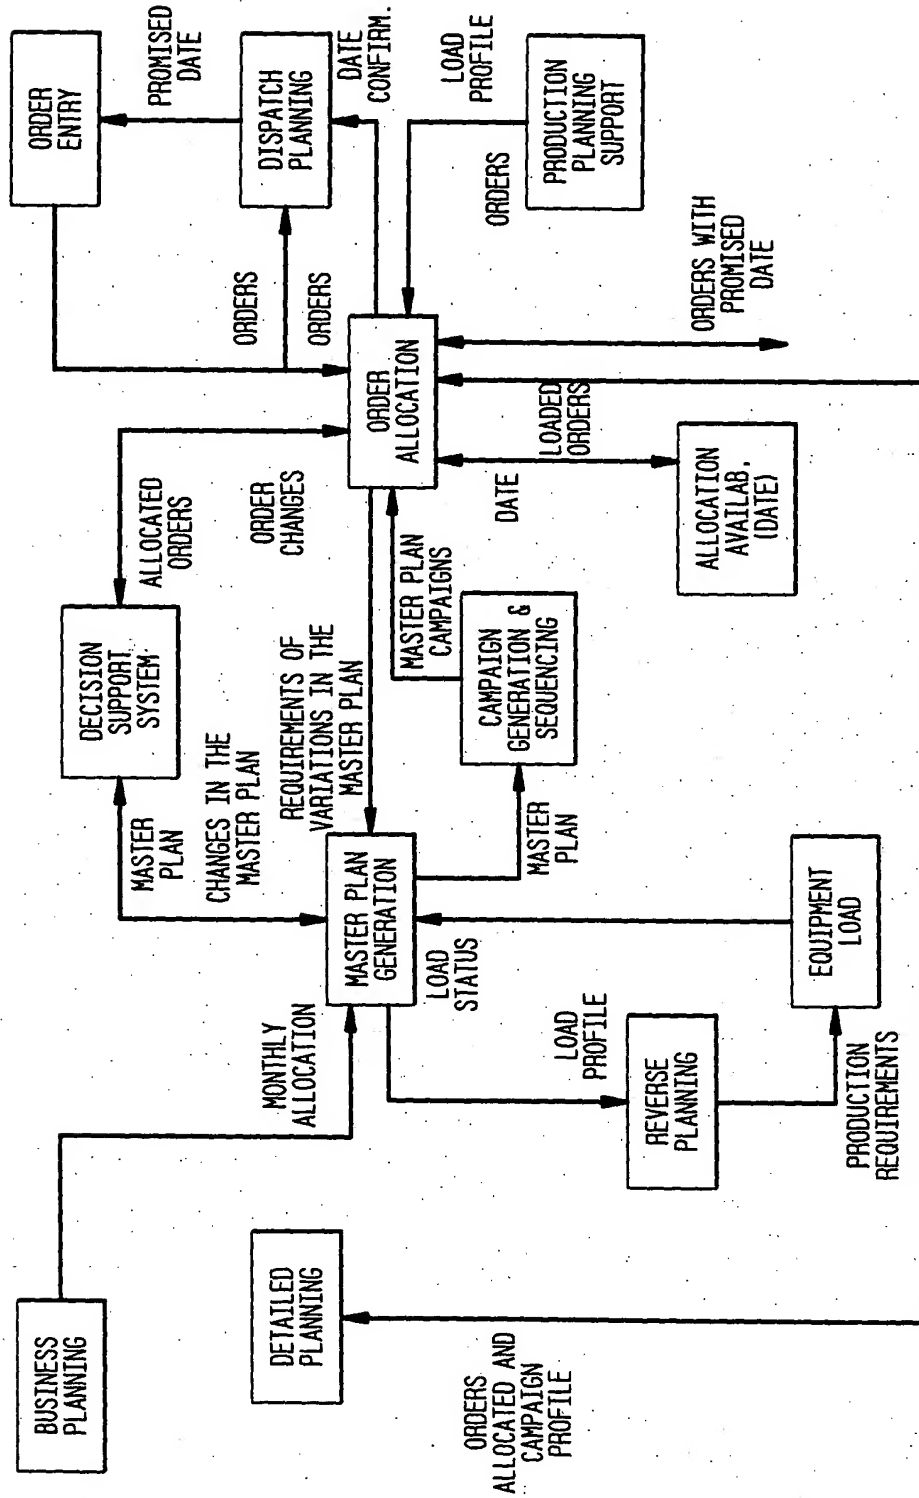 BUSINESS
PLANNING
MONTHLY
ALLOCATION
MASTER
PLAN
CHANGES IN THE
MASTER PLAN
DECISION
SUPPORT
SYSTEM
ALLOCATED
ORDERS
ORDER
CHANGES
ORDERS
ORDERS
ORDER
ENTRY
PROMISED
DATE
DISPATCH
PLANNING
DATE
CONFIRM.
DETAILED
PLANNING
MASTER PLAN
GENERATION
REQUIREMENTS OF
VARIATIONS IN THE
MASTER PLAN
ORDER
ALLOCATION
LOAD
PROFILE
ORDERS
PRODUCTION
PLANNING
SUPPORT
LOAD
STATUS
MASTER PLAN
CAMPAIGNS
CAMPAIGN
GENERATION &
SEQUENCING
MASTER
PLAN
DATE
LOADED
ORDERS
ORDERS WITH
PROMISED
DATE
ORDERS
ALLOCATED AND
CAMPAIGN
PROFILE
LOAD
PROFILE
REVERSE
PLANNING
PRODUCTION
REQUIREMENTS
EQUIPMENT
LOAD
ALLOCATION
AVAILAB.
(DATE)